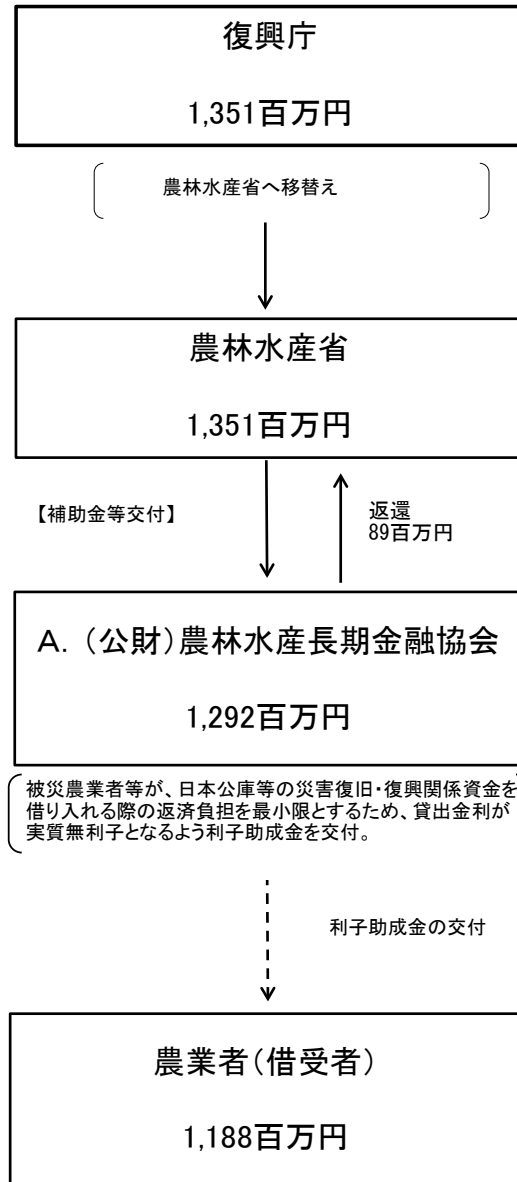 復興庁
1,351百万円
農林水産省へ移替え
農林水産省
1,351百万円
【補助金等交付】
返還
89百万円
A.（公財）農林水産長期金融協会
1,292百万円
被災農業者等が、日本公庫等の災害復旧・復興関係資金を
借り入れる際の返済負担を最小限とするため、貸出金利が
実質無利子となるよう利子助成金を交付。
利子助成金の交付
農業者（借受者）
1,188百万円